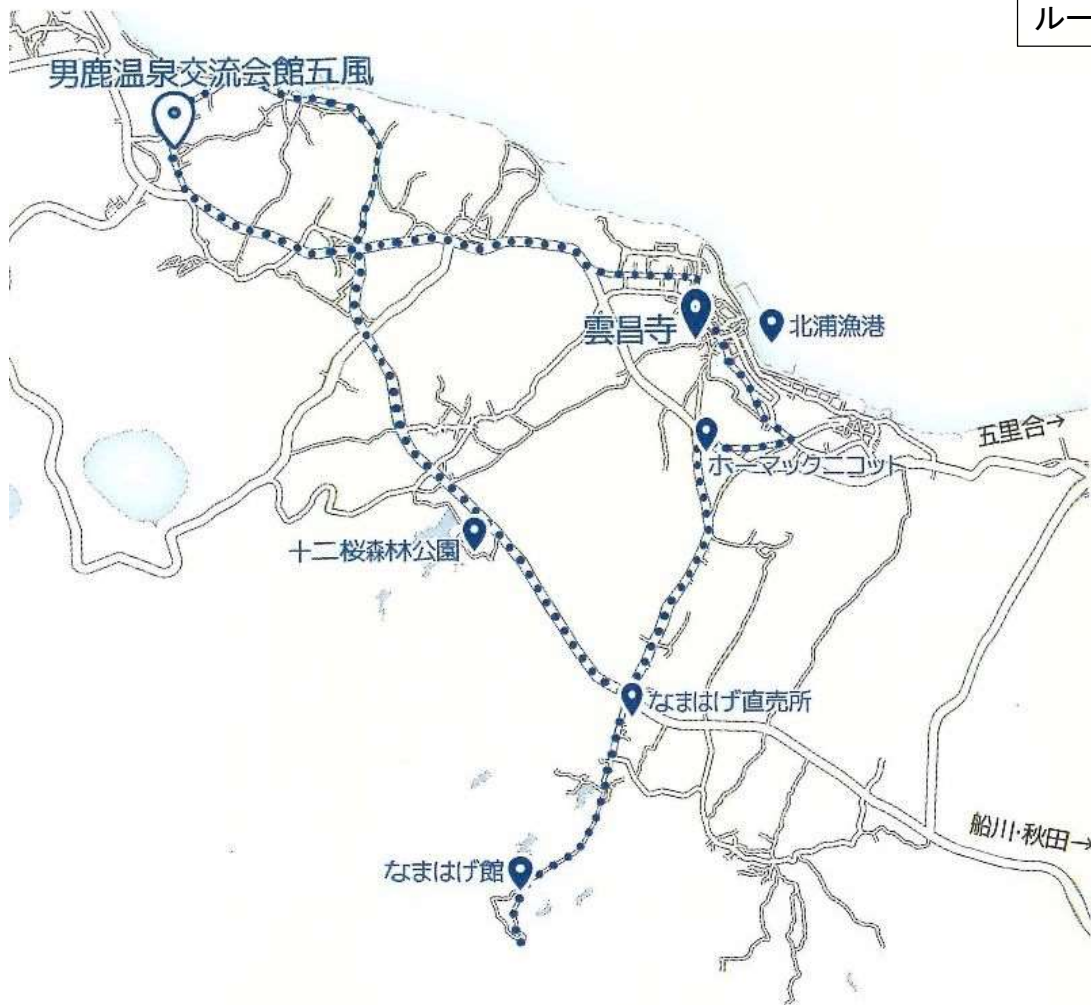 ルー
男鹿温泉交流会館五風
雲昌寺
北浦漁港
五里合→
ホーマックニコット
十二桜森林公園
なまはげ直売所
船川・秋田→
なまはげ館